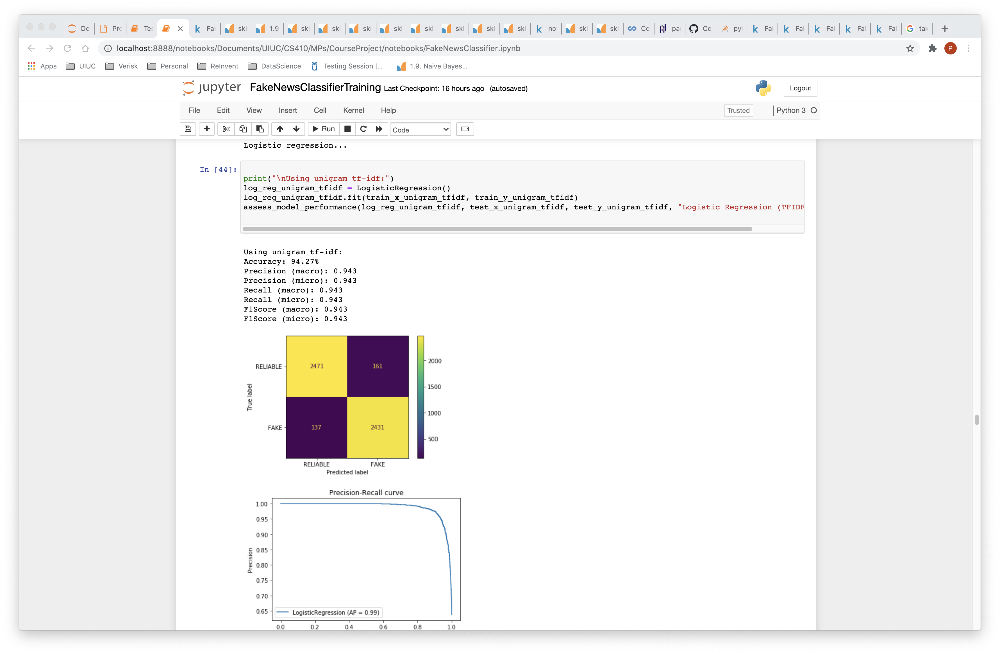 Do Pro Tes Fak skl 1.9 skl skl skl skl skl skl skl skl no skl skl Co pa Co py Fal Fal Fal Fal Fal tak
localhost:8888/notebooks/Documents/UIUC/CS410/MPs/CourseProject/notebooks/FakeNewsClassifier.ipynb
P
Apps UIUC Verisk Personal ReInvent DataScience Testing Session |... 1.9. Naive Bayes...
jupyter FakeNewsClassifierTraining Last Checkpoint: 16 hours ago (autosaved) Logout
File Edit View Insert Cell Kernel Help Trusted Python 3
Run Code
Logistic regression...
In [44]:
print("\nUsing unigram tf-idf:")
log_reg_unigram_tfidf = LogisticRegression()
log_reg_unigram_tfidf.fit(train_x_unigram_tfidf, train_y_unigram_tfidf)
assess_model_performance(log_reg_unigram_tfidf, test_x_unigram_tfidf, test_y_unigram_tfidf, "Logistic Regression (TFIDF
Using unigram tf-idf:
Accuracy: 94.27%
Precision (macro): 0.943
Precision (micro): 0.943
Recall (macro): 0.943
Recall (micro): 0.943
F1Score (macro): 0.943
F1Score (micro): 0.943
RELIABLE 2471 161
FAKE 137 2431
True label
RELIABLE FAKE
Predicted label
2000
1500
1000
500
Precision-Recall curve
1.00
0.95
0.90
0.85
0.80
0.75
0.70
0.65
Precision
LogisticRegression (AP = 0.99)
0.0 0.2 0.4 0.6 0.8 1.0